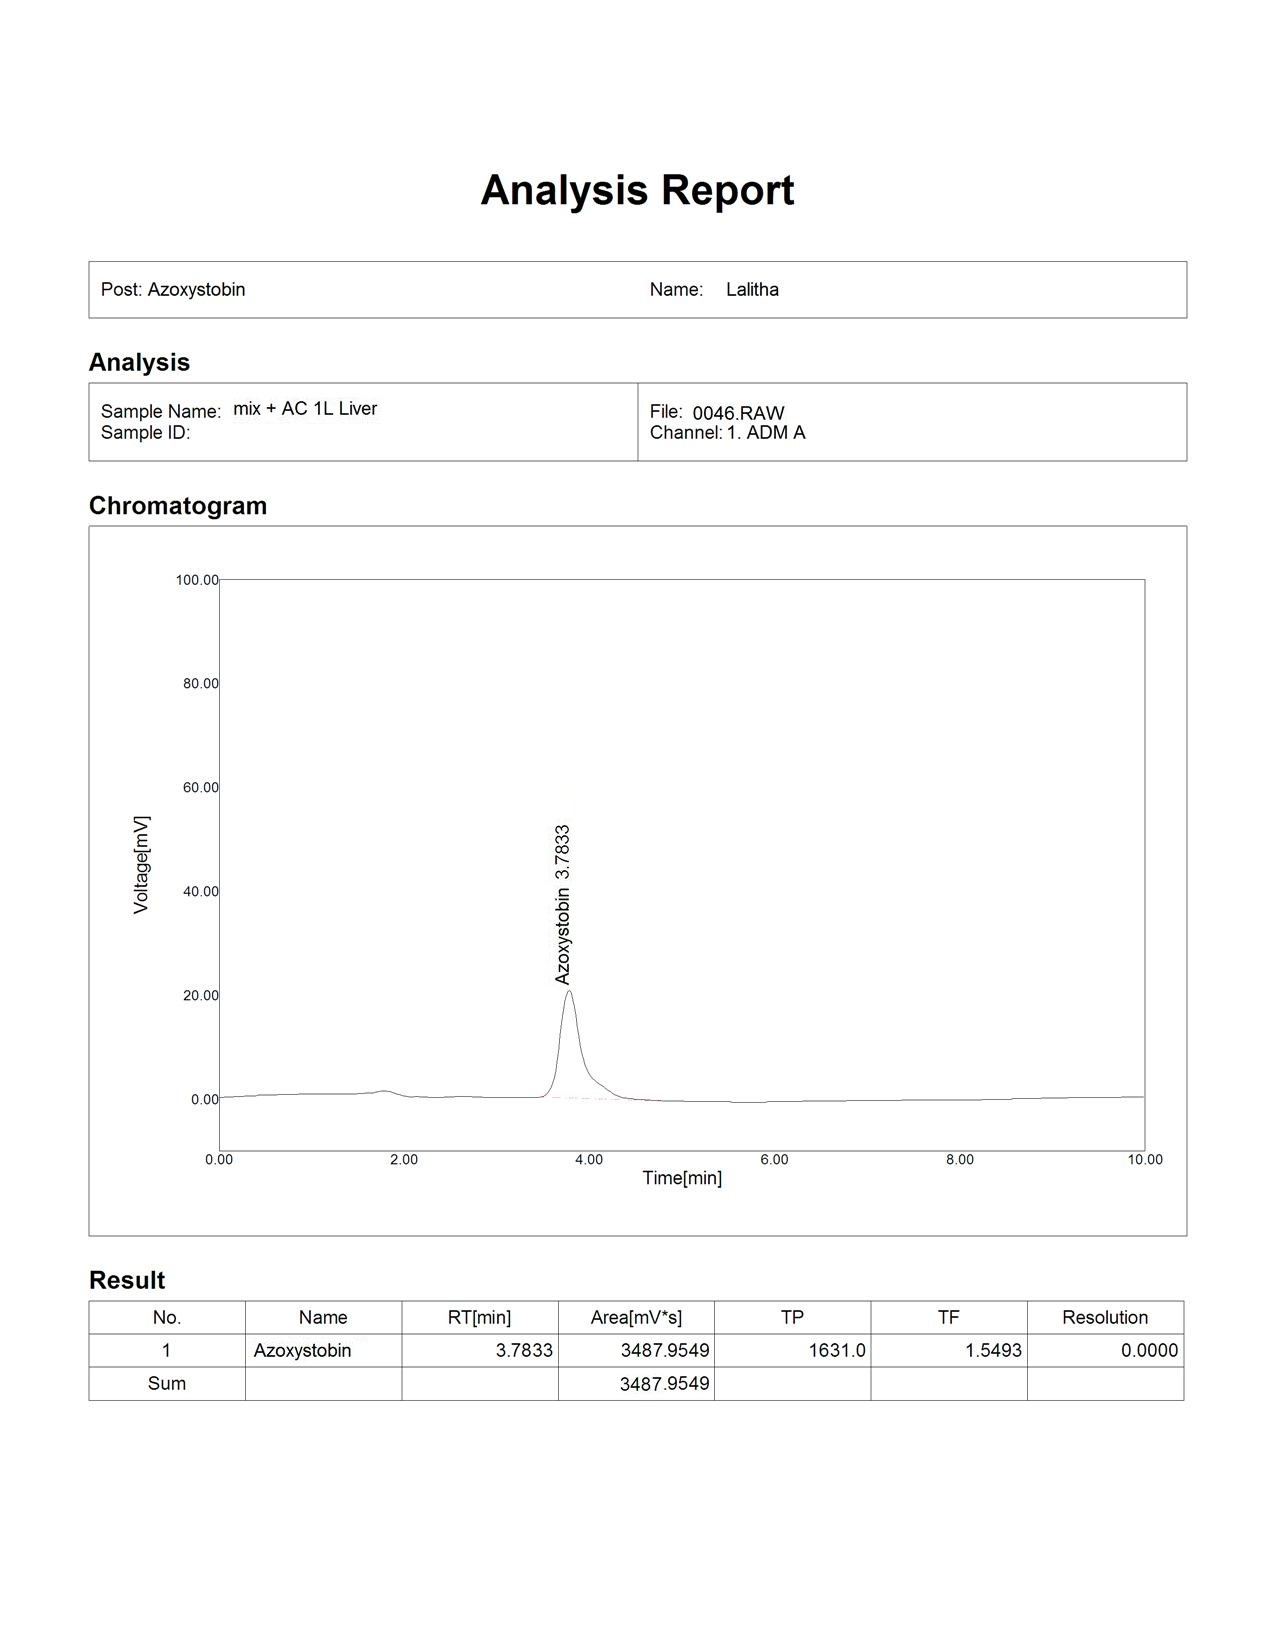 Analysis Report
Post: Azoxystobin Name: Lalitha
Analysis
Sample Name: mix + AC 1L Liver
Sample ID:
File: 0046.RAW
Channel: 1. ADM A
Chromatogram
100.00
80.00
60.00
40.00
20.00
0.00
Voltage[mV]
Azoxystobin 3.7833
0.00 2.00 4.00 6.00 8.00 10.00
Time[min]
Result
No. Name RT[min] Area[mV*s] TP TF Resolution
1 Azoxystobin 3.7833 3487.9549 1631.0 1.5493 0.0000
Sum 3487.9549